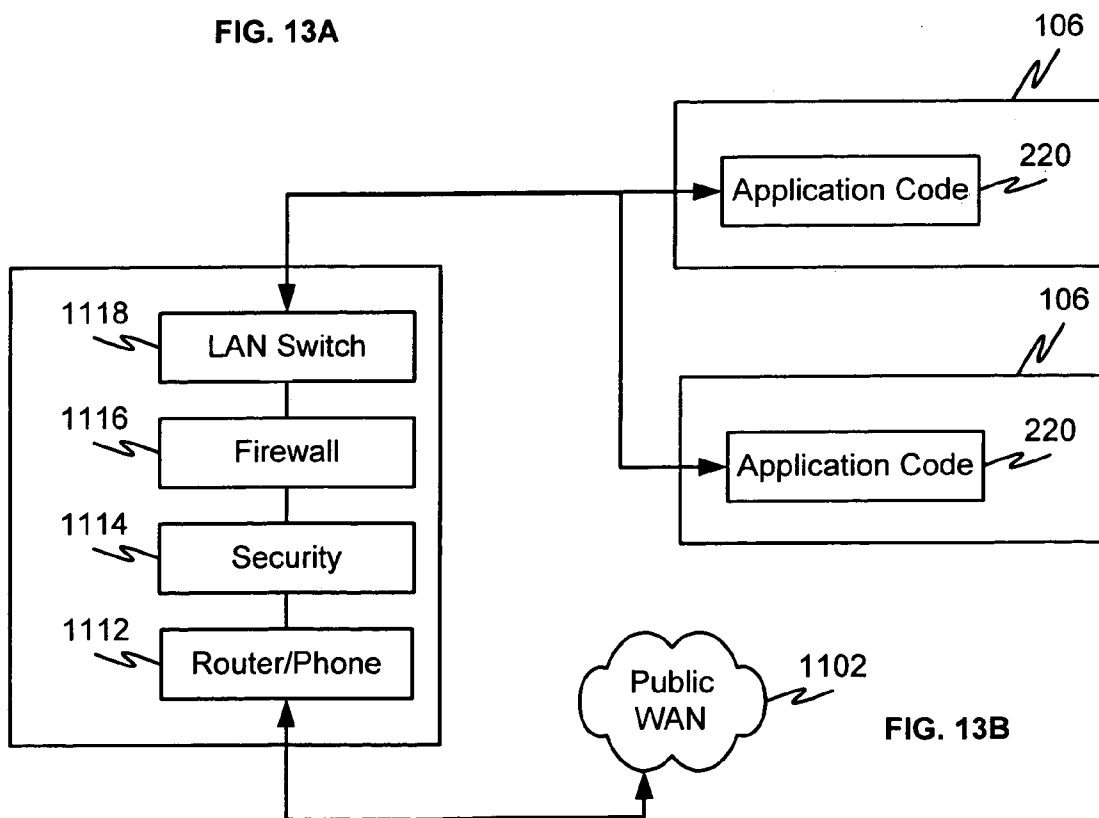 FIG. 13A
106
220
Application Code
1118
LAN Switch
106
1116
Firewall
220
Application Code
1114
Security
1112
Router/Phone
Public
WAN
1102
FIG. 13B